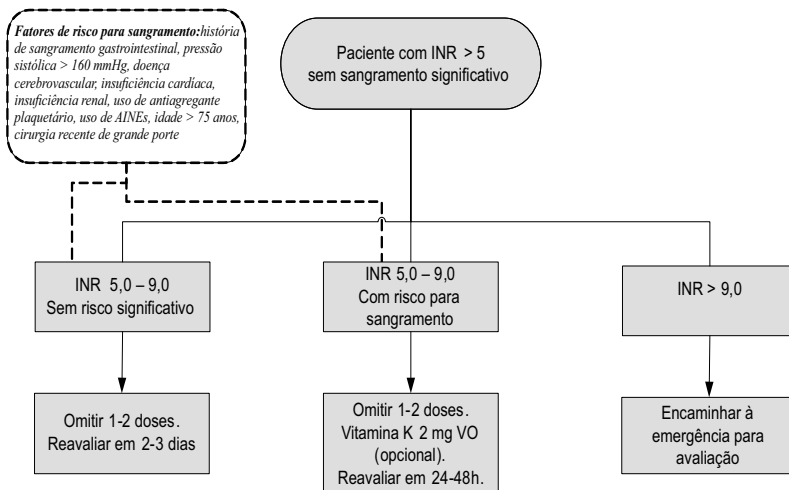 Fatores de risco para sangramento:história
de sangramento gastrointestinal, pressão
sistólica > 160 mmHg, doença
cerebrovascular, insuficiência cardíaca,
insuficiência renal, uso de antiagregante
plaquetário, uso de AINEs, idade > 75 anos,
cirurgia recente de grande porte
Paciente com INR > 5
sem sangramento significativo
INR 5,0 – 9,0
Sem risco significativo
INR 5,0 – 9,0
Com risco para
sangramento
INR > 9,0
Omitir 1-2 doses.
Reavaliar em 2-3 dias
Omitir 1-2 doses.
Vitamina K 2 mg VO
(opcional).
Reavaliar em 24-48h.
Encaminhar à
emergência para
avaliação